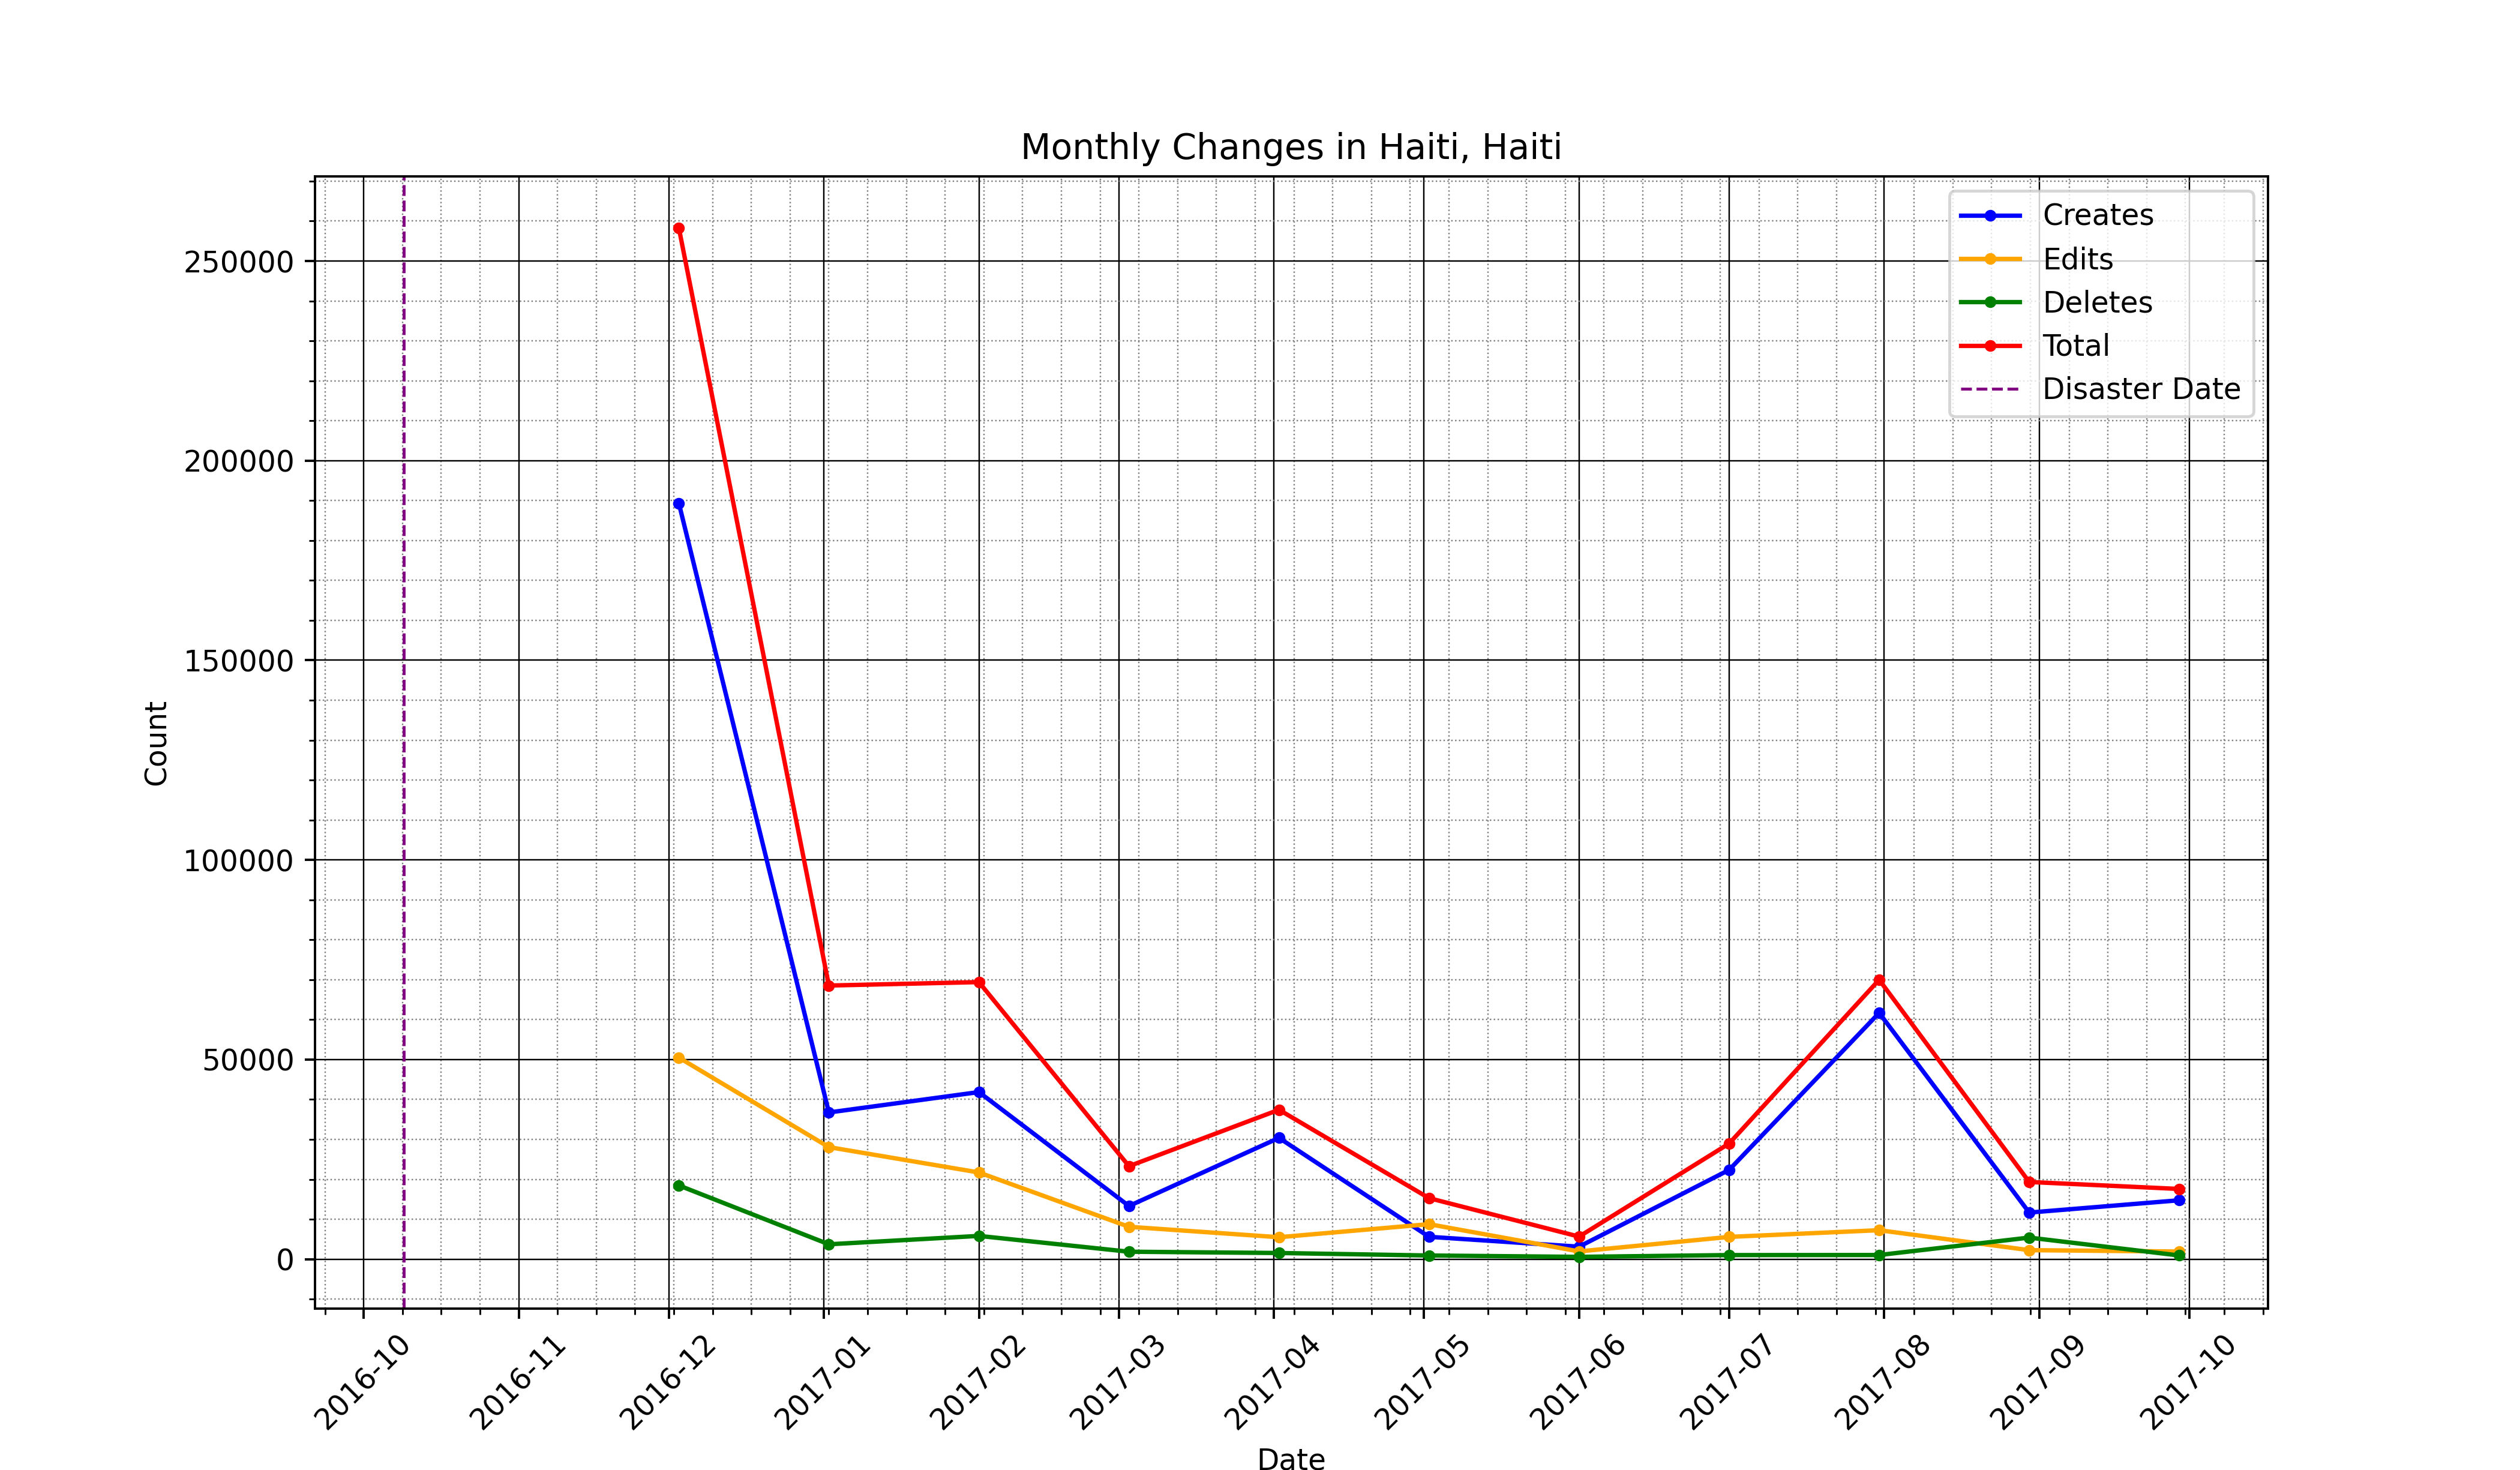 Monthly Changes in Haiti, Haiti
Creates
Edits
Deletes
Total
Disaster Date
250000
200000
150000
100000
50000
0
Count
2016-10
2016-11
2016-12
2017-01
2017-02
2017-03
2017-04
2017-05
2017-06
2017-07
2017-08
2017-09
2017-10
Date